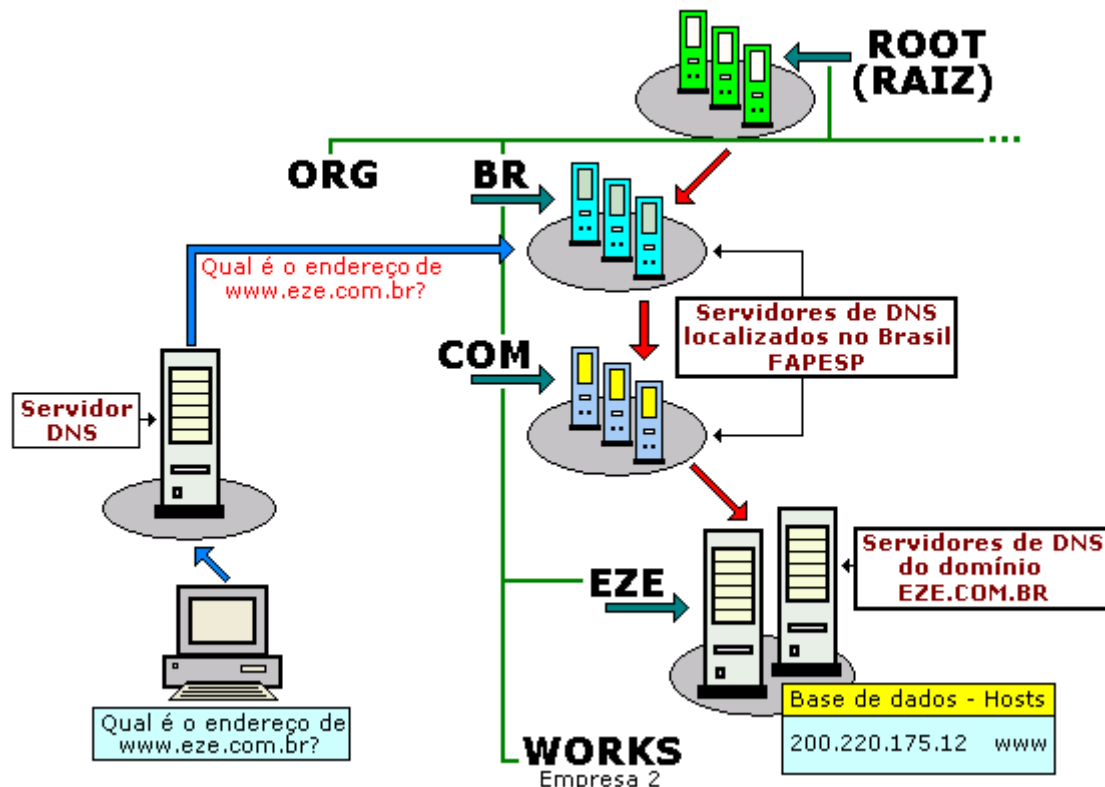 ROOT
(RAIZ)
ORG
BR
Qual é o endereço de
www.eze.com.br?
Servidores de DNS
localizados no Brasil
FAPESP
COM
Servidor
DNS
Servidores de DNS
do domínio
EZE.COM.BR
EZE
Qual é o endereço de
www.eze.com.br?
Base de dados - Hosts
200.220.175.12 www
WORKS
Empresa 2